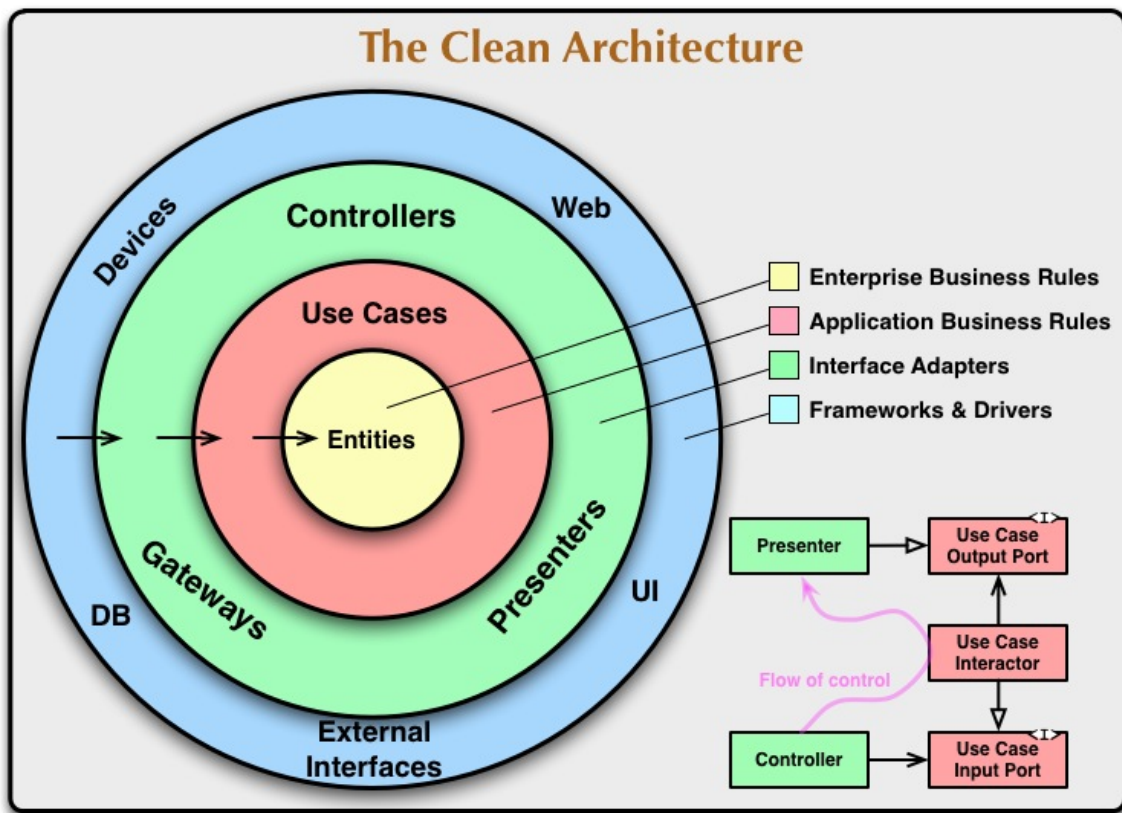 The Clean Architecture
Devices
Controllers
Web
Use Cases
Entities
Gateways
Presenters
DB
UI
External
Interfaces
Enterprise Business Rules
Application Business Rules
Interface Adapters
Frameworks & Drivers
Presenter
<I>
Use Case
Output Port
Use Case
Interactor
Flow of control
Controller
<I>
Use Case
Input Port